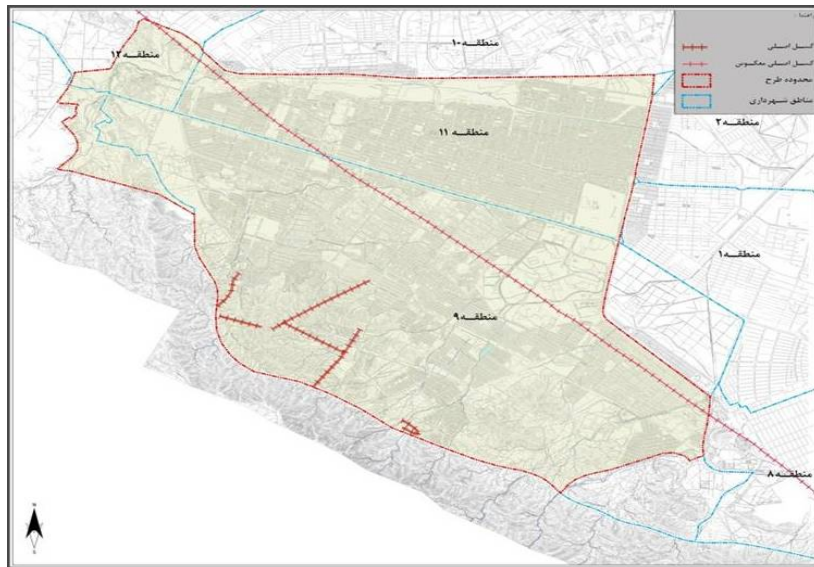 راهنما :
گسل اصلی
گسل اصلی معکوس
محدوده طرح
مناطق شهرداری
منطقه ۱۰
منطقه ۱۲
منطقه ۲
منطقه ۱۱
منطقه ۱
منطقه ۹
منطقه ۸
N
S